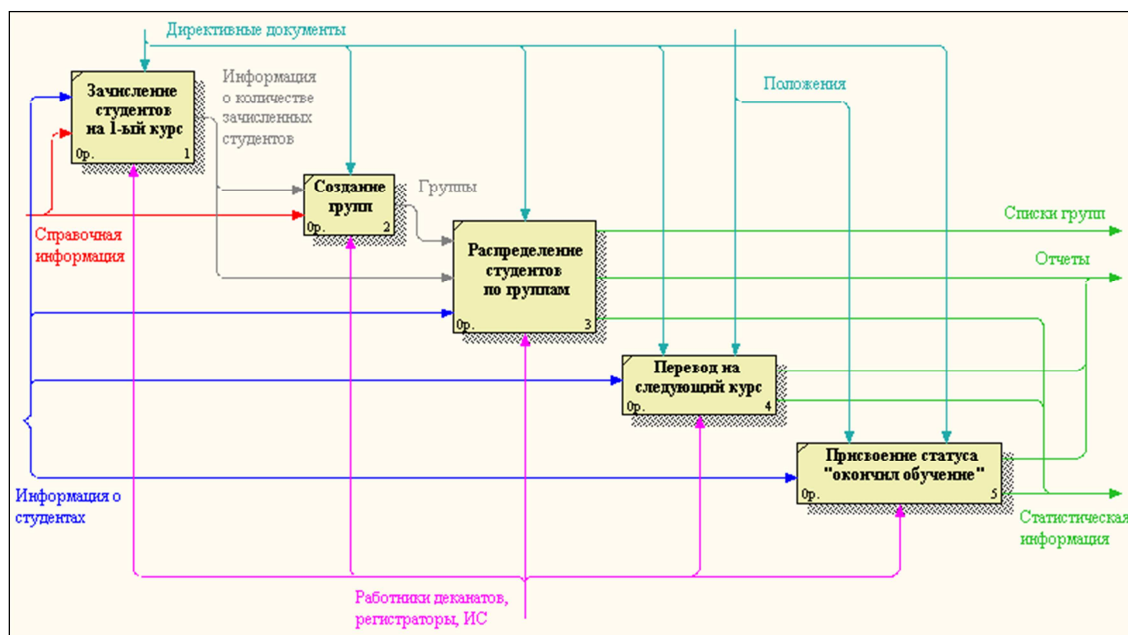 Директивные документы
Зачисление
студентов
на 1-ый курс
0р.
1
Информация
о количестве
зачисленных
студентов
Положения
Создание
групп
0р.
2
Группы
Справочная
информация
Распределение
студентов
по группам
0р.
3
Списки групп
Отчеты
Перевод на
следующий курс
0р.
4
Присвоение статуса
"окончил обучение"
0р.
5
Информация о
студентах
Статистическая
информация
Работники деканатов,
регистраторы, ИС